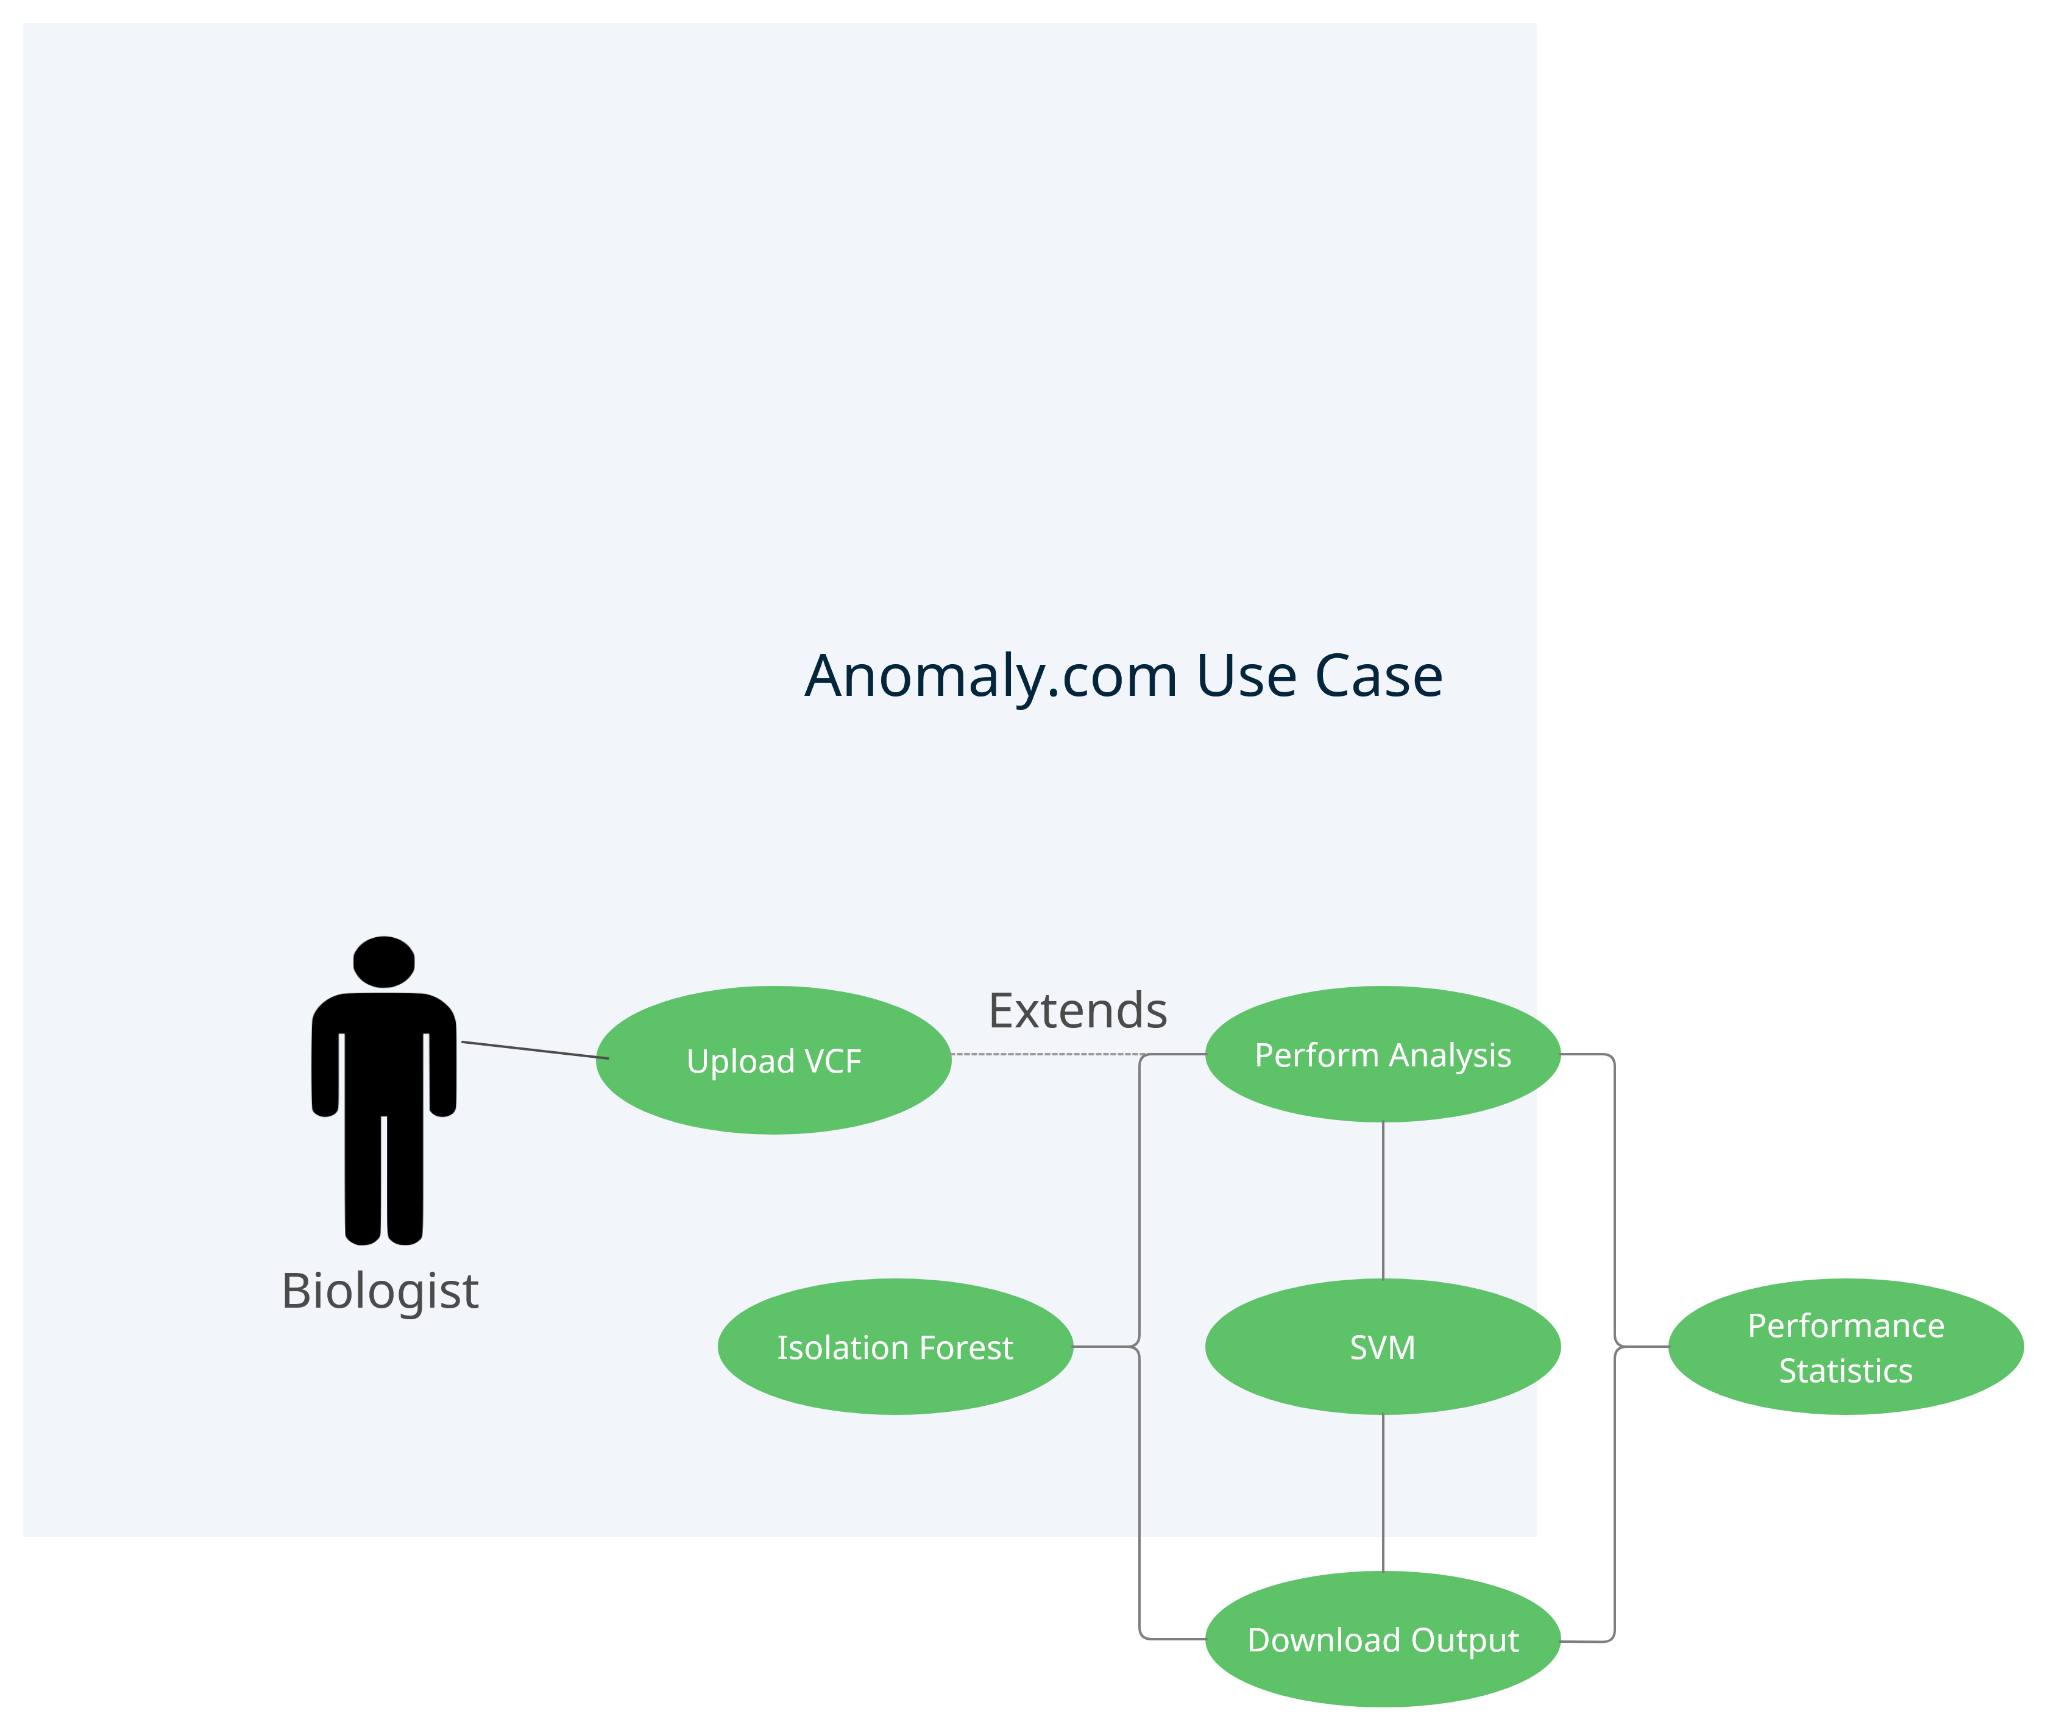 Anomaly.com Use Case
Extends
Upload VCF
Perform Analysis
Biologist
Isolation Forest
SVM
Performance
Statistics
Download Output